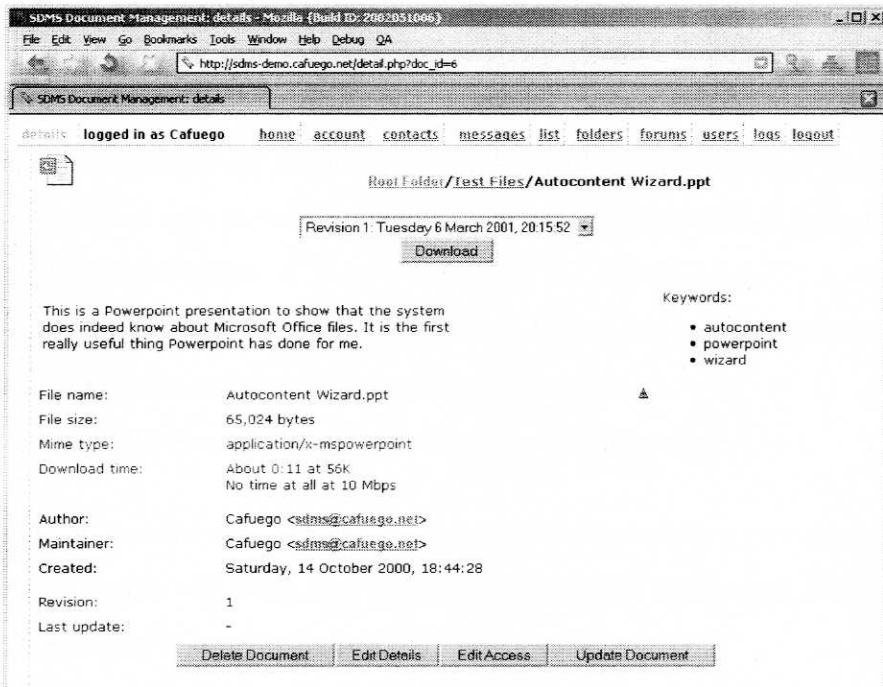 SDMS Document Management: details - Mozilla {Build ID: 2002051006}
File Edit View Go Bookmarks Tools Window Help Debug QA
http://sdms-demo.cafuego.net/detail.php?doc_id=6
SDMS Document Management: details
details logged in as Cafuego home account contacts messages list folders forums users logs logout
Root Folder/Test Files/Autocontent Wizard.ppt
Revision 1: Tuesday 6 March 2001, 20:15:52
Download
This is a Powerpoint presentation to show that the system
does indeed know about Microsoft Office files. It is the first
really useful thing Powerpoint has done for me.
Keywords:
• autocontent
• powerpoint
• wizard
File name: Autocontent Wizard.ppt
File size: 65,024 bytes
Mime type: application/x-mspowerpoint
Download time: About 0:11 at 56K
No time at all at 10 Mbps
Author: Cafuego <sdms@cafuego.net>
Maintainer: Cafuego <sdms@cafuego.net>
Created: Saturday, 14 October 2000, 18:44:28
Revision: 1
Last update: -
Delete Document Edit Details Edit Access Update Document